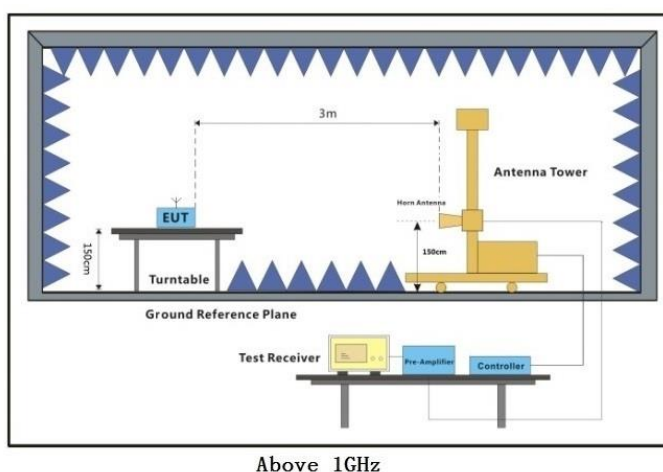 3m
Antenna Tower
Horn Antenna
EUT
150cm
150cm
Turntable
Ground Reference Plane
Test Receiver
Pre-Amplifier
Controller
Above 1GHz